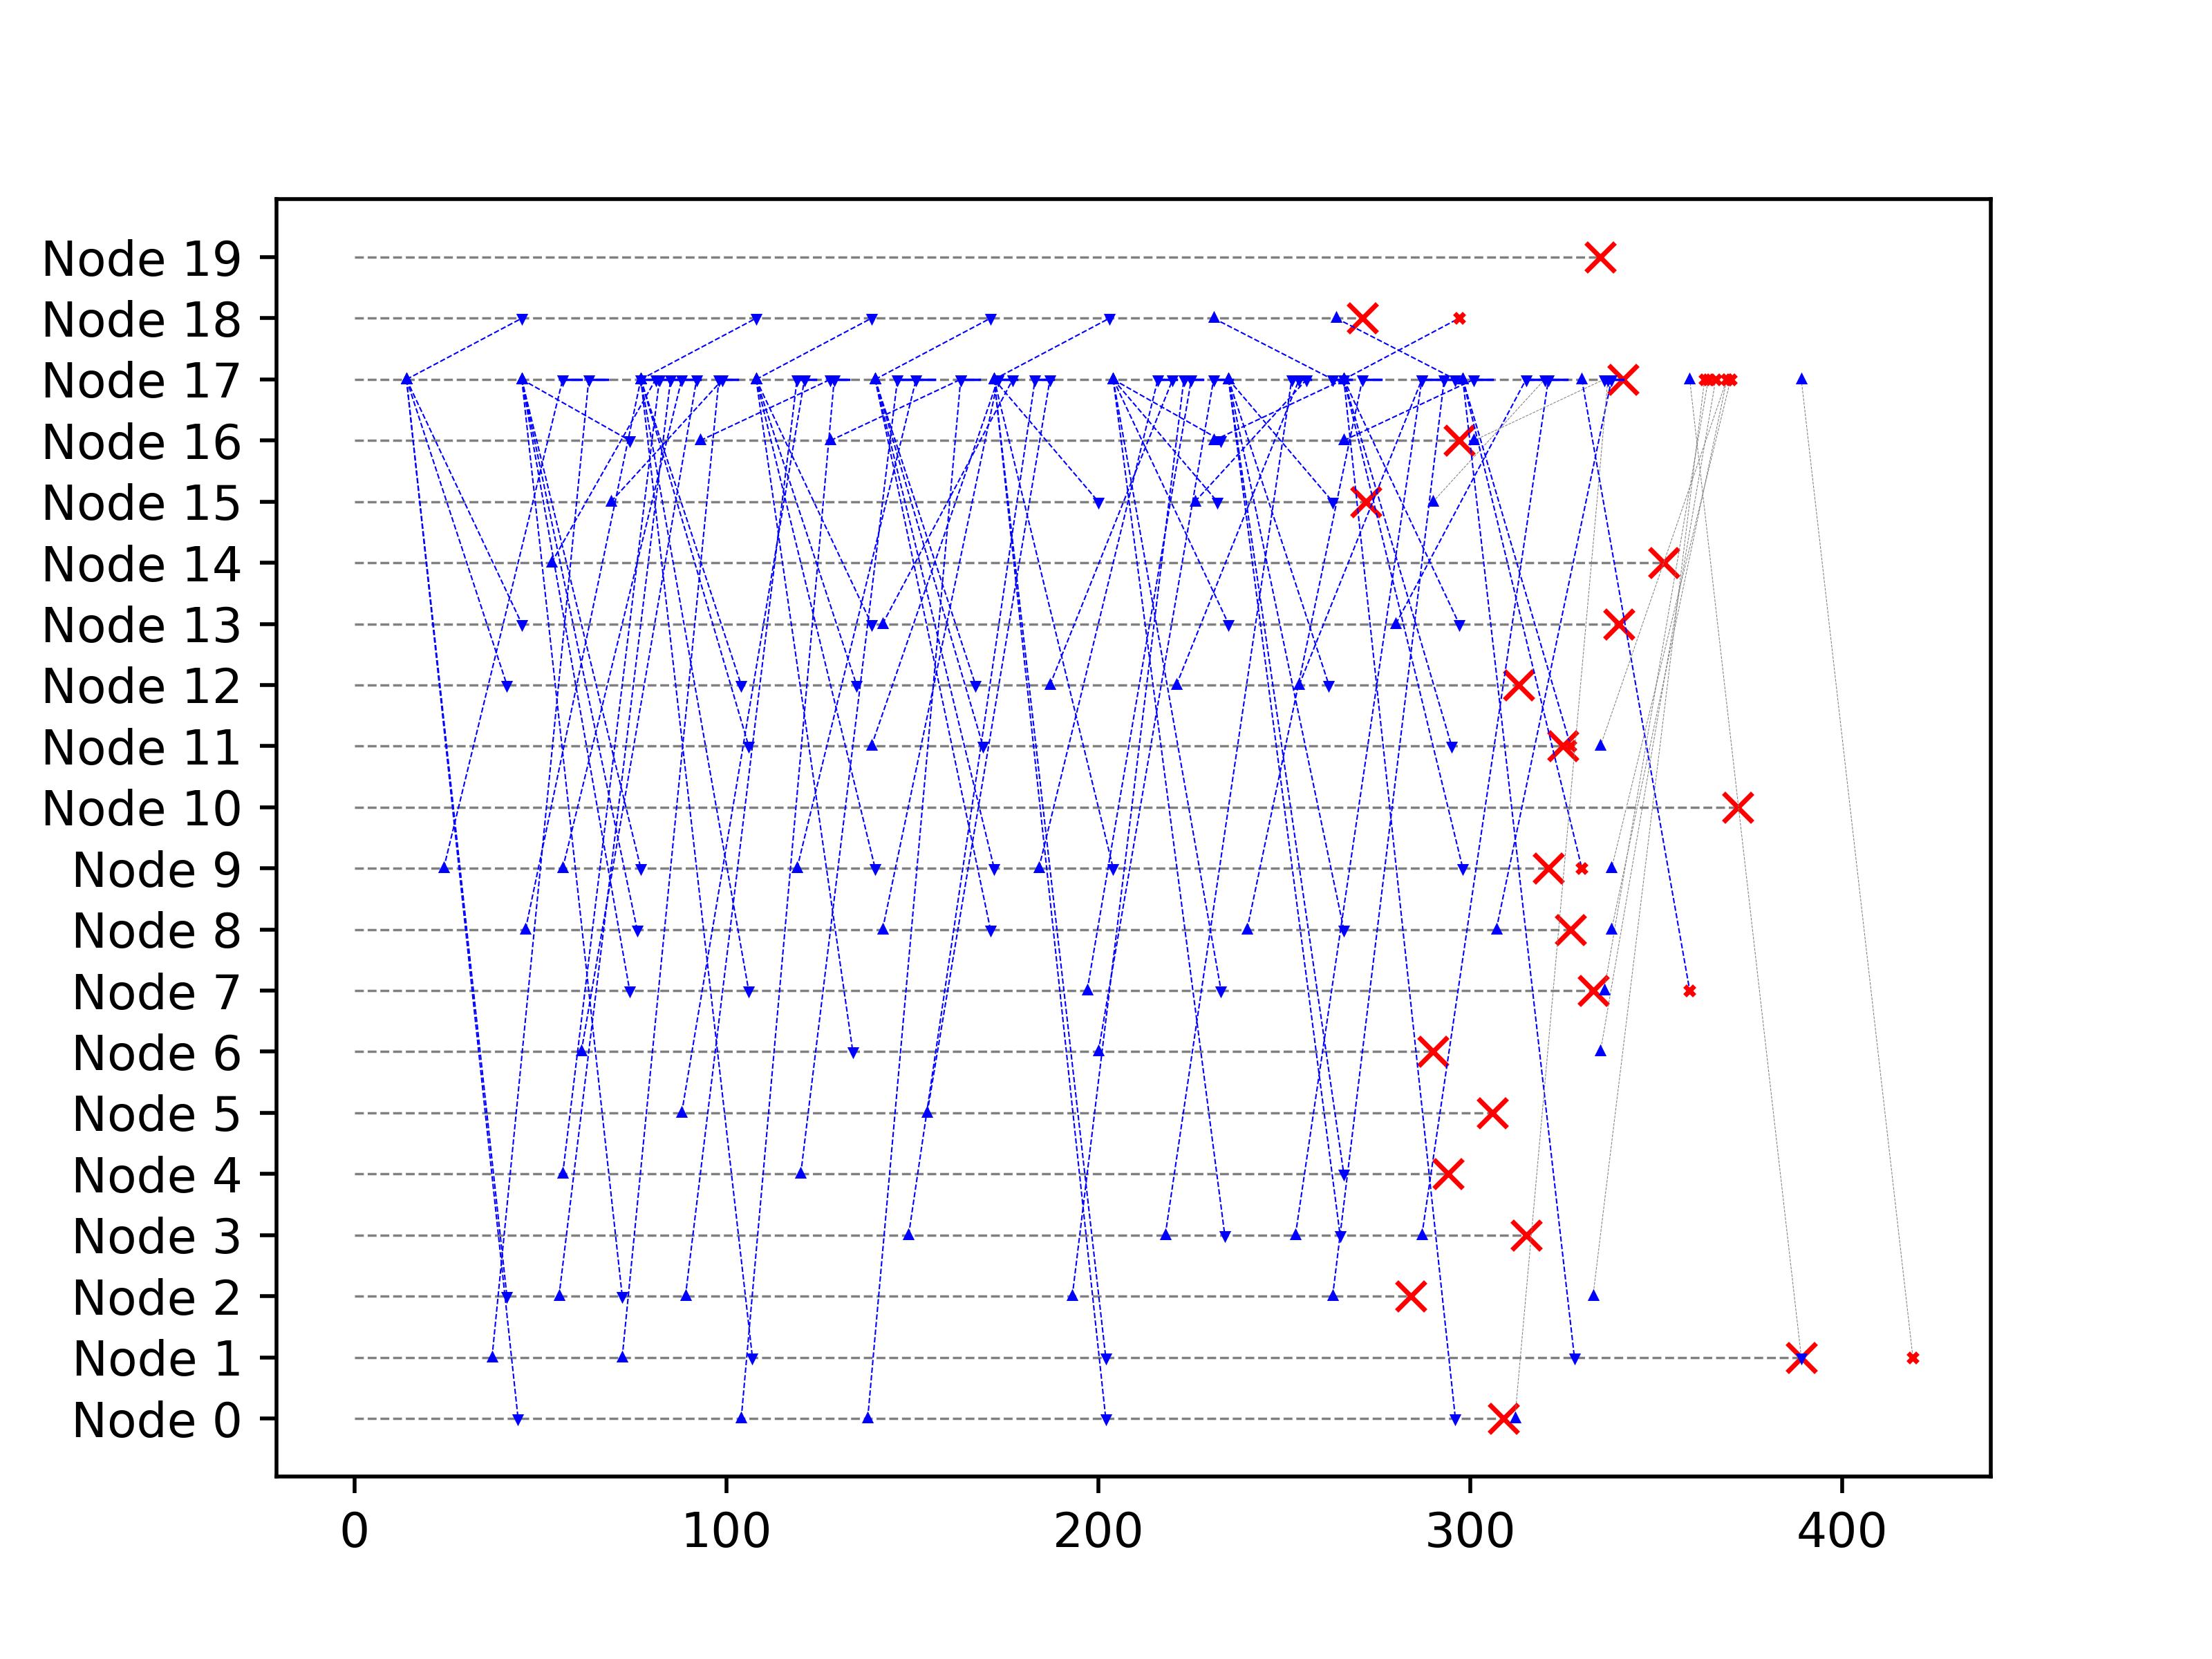 Node 19
Node 18
Node 17
Node 16
Node 15
Node 14
Node 13
Node 12
Node 11
Node 10
Node 9
Node 8
Node 7
Node 6
Node 5
Node 4
Node 3
Node 2
Node 1
Node 0
0 100 200 300 400